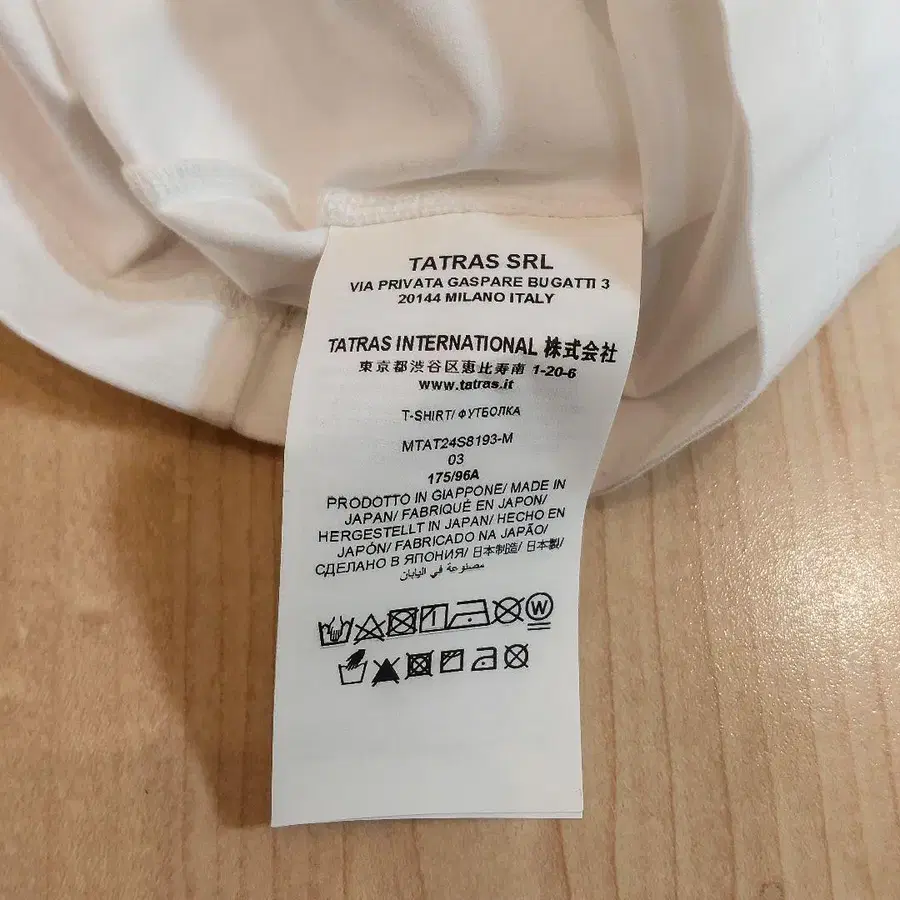 TATRAS SRL
VIA PRIVATA GASPARE BUGATTI 3
20144 MILANO ITALY
TATRAS INTERNATIONAL 株式会社
東京都渋谷区恵比寿南 1-20-6
www.tatras.it
T-SHIRT/ ФУТБОЛКА
MTAT24S8193-M
03
175/96A
PRODOTTO IN GIAPPONE/ MADE IN
JAPAN/ FABRIQUÉ EN JAPON/
HERGESTELLT IN JAPAN/ HECHO EN
JAPÓN/ FABRICADO NA JAPÃO/
СДЕЛАНО В ЯПОНИЯ/ 日本制造/ 日本製/
مصنوعة في اليابان
W